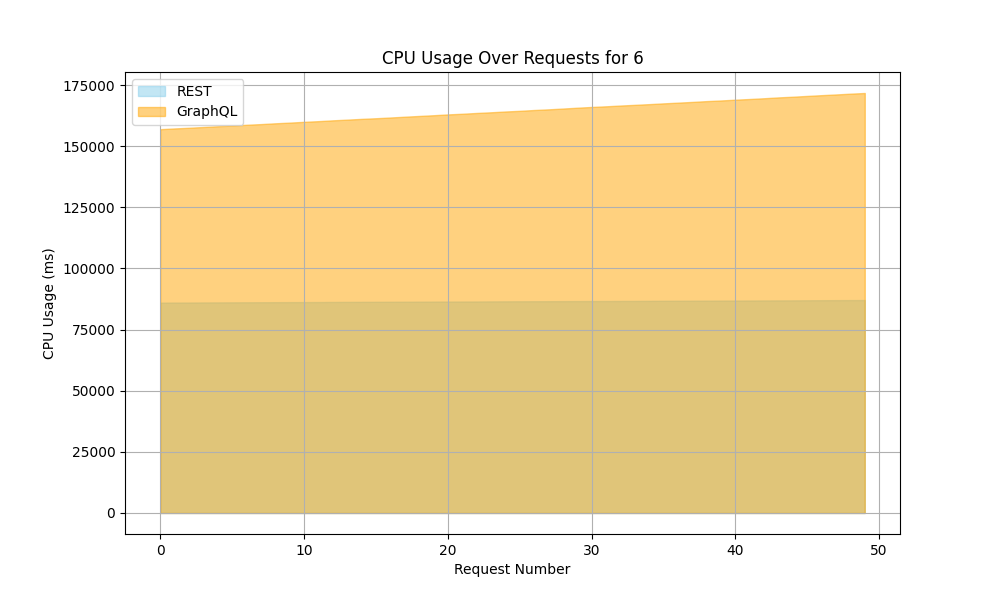 CPU Usage Over Requests for 6
REST
GraphQL
CPU Usage (ms)
175000
150000
125000
100000
75000
50000
25000
0
0 10 20 30 40 50
Request Number